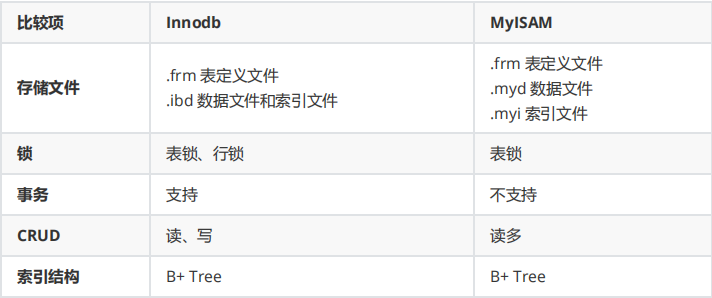 比较项 Innodb MyISAM
存储文件 .frm 表定义文件 .frm 表定义文件
.ibd 数据文件和索引文件 .myd 数据文件
.myi 索引文件
锁 表锁、行锁 表锁
事务 支持 不支持
CRUD 读、写 读多
索引结构 B+ Tree B+ Tree